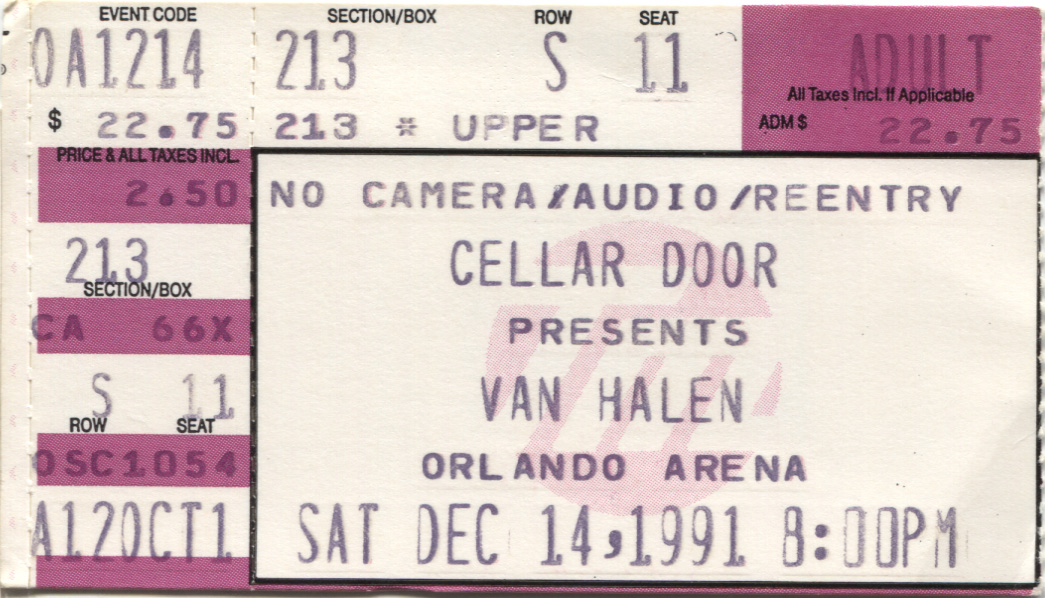 EVENT CODE SECTION/BOX ROW SEAT
OA1214 213 S 11 ADULT
All Taxes Incl. If Applicable
$ 22.75 213 * UPPER ADM $ 22.75
PRICE & ALL TAXES INCL.
2.50 NO CAMERA/AUDIO/REENTRY
213 CELLAR DOOR
SECTION/BOX
CA 66X PRESENTS
S 11 VAN HALEN
ROW SEAT
OSC1054 ORLANDO ARENA
A12OCT1 SAT DEC 14,1991 8:00PM